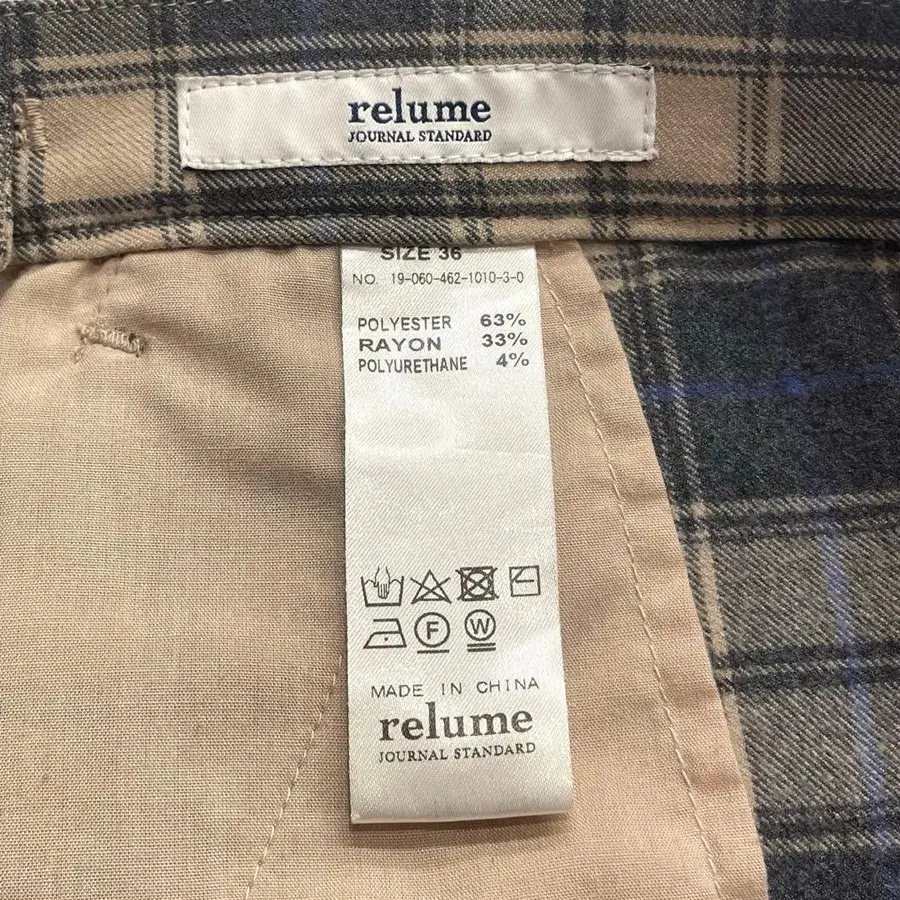 relume
JOURNAL STANDARD
SIZE 36
NO. 19-060-462-1010-3-0
POLYESTER 63%
RAYON 33%
POLYURETHANE 4%
F W
MADE IN CHINA
relume
JOURNAL STANDARD